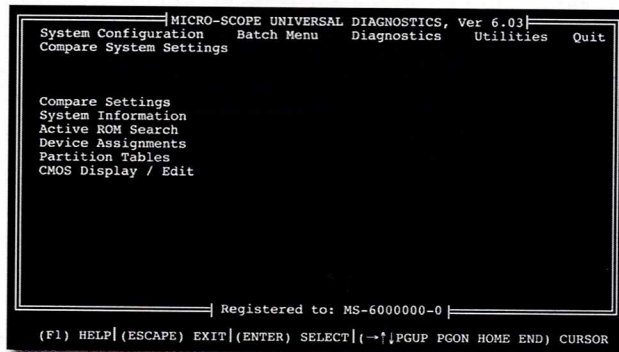 MICRO-SCOPE UNIVERSAL DIAGNOSTICS, Ver 6.03
System Configuration Batch Menu Diagnostics Utilities Quit
Compare System Settings
Compare Settings
System Information
Active ROM Search
Device Assignments
Partition Tables
CMOS Display / Edit
Registered to: MS-6000000-0
(F1) HELP|(ESCAPE) EXIT|(ENTER) SELECT|(→↑↓PGUP PGON HOME END) CURSOR